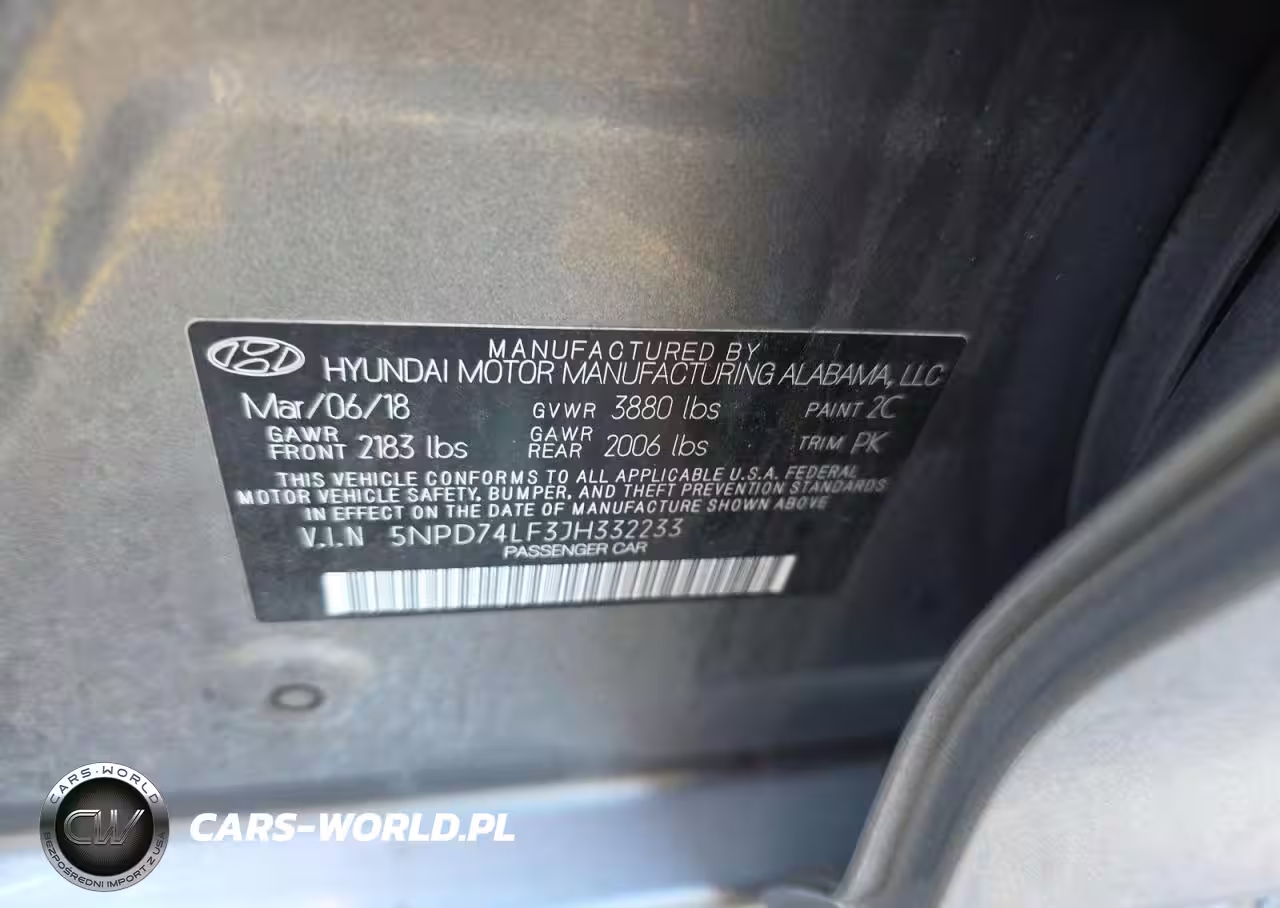 MANUFACTURED BY
HYUNDAI MOTOR MANUFACTURING ALABAMA, LLC
Mar/06/18 GVWR 3880 lbs PAINT 2C
GAWR FRONT 2183 lbs GAWR REAR 2006 lbs TRIM PK
THIS VEHICLE CONFORMS TO ALL APPLICABLE U.S.A. FEDERAL
MOTOR VEHICLE SAFETY, BUMPER, AND THEFT PREVENTION STANDARDS
IN EFFECT ON THE DATE OF MANUFACTURE SHOWN ABOVE
V.I.N 5NPD74LF3JH332233
PASSENGER CAR
CARS-WORLD
CW
BEZPOŚREDNI IMPORT Z USA
CARS-WORLD.PL